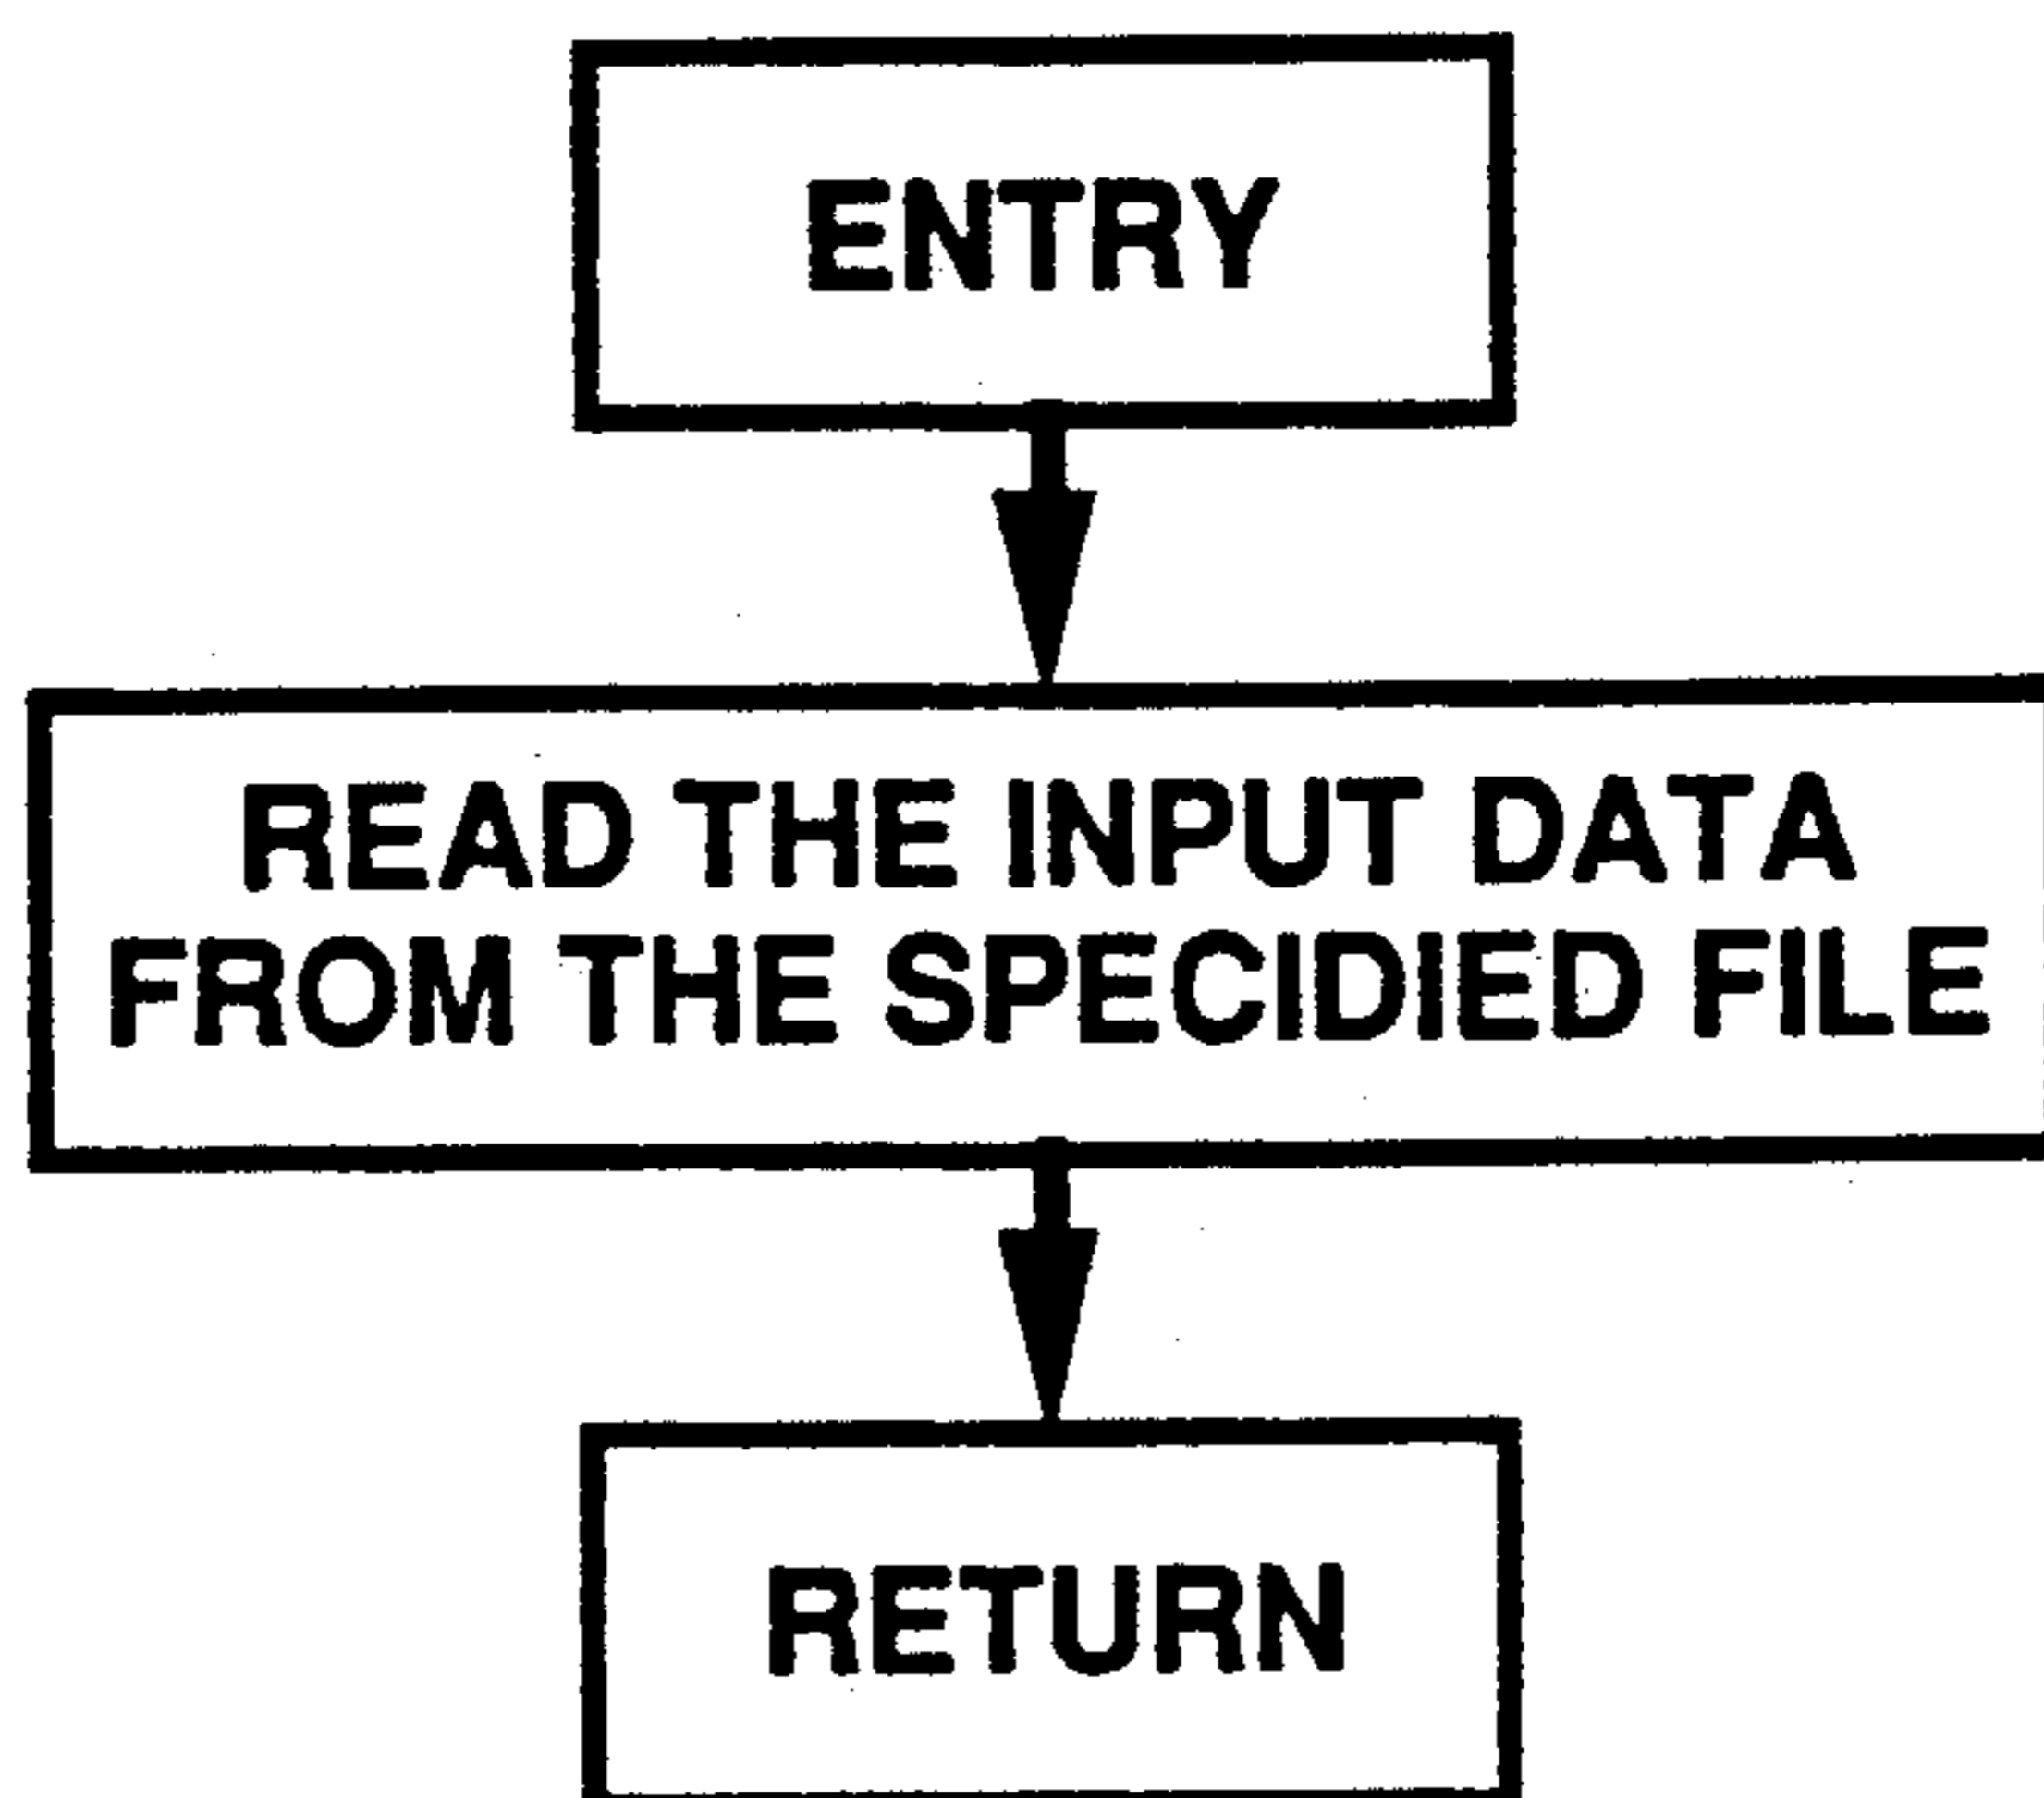 ENTRY
READ THE INPUT DATA
FROM THE SPECIDIED FILE
RETURN